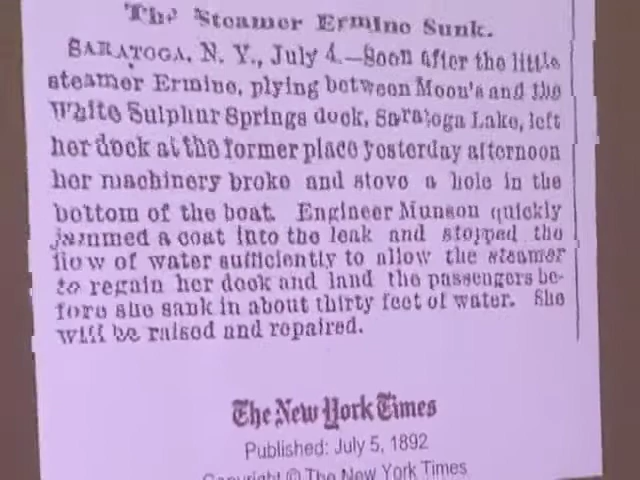 The Steamer Ermine Sunk.
SARATOGA, N. Y., July 4.—Soon after the little
steamer Ermine, plying between Moon's and the
White Sulphur Springs dock, Saratoga Lake, left
her dock at the former place yesterday afternoon
her machinery broke and stove a hole in the
bottom of the boat. Engineer Munson quickly
jammed a coat into the leak and stopped the
flow of water sufficiently to allow the steamer
to regain her dock and land the passengers be-
fore she sank in about thirty feet of water. She
will be raised and repaired.
The New York Times
Published: July 5, 1892
Copyright © The New York Times